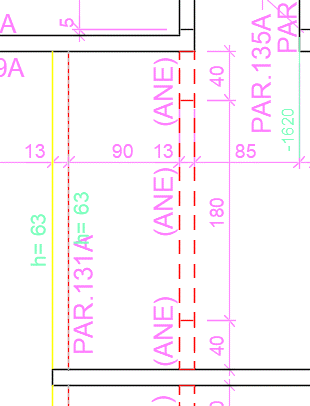 A
5
9A
(ANE)
40
PAR.135A
PAR
-1620
13
90
13
85
h= 63
h= 63
(ANE)
180
PAR.131A
(ANE)
40